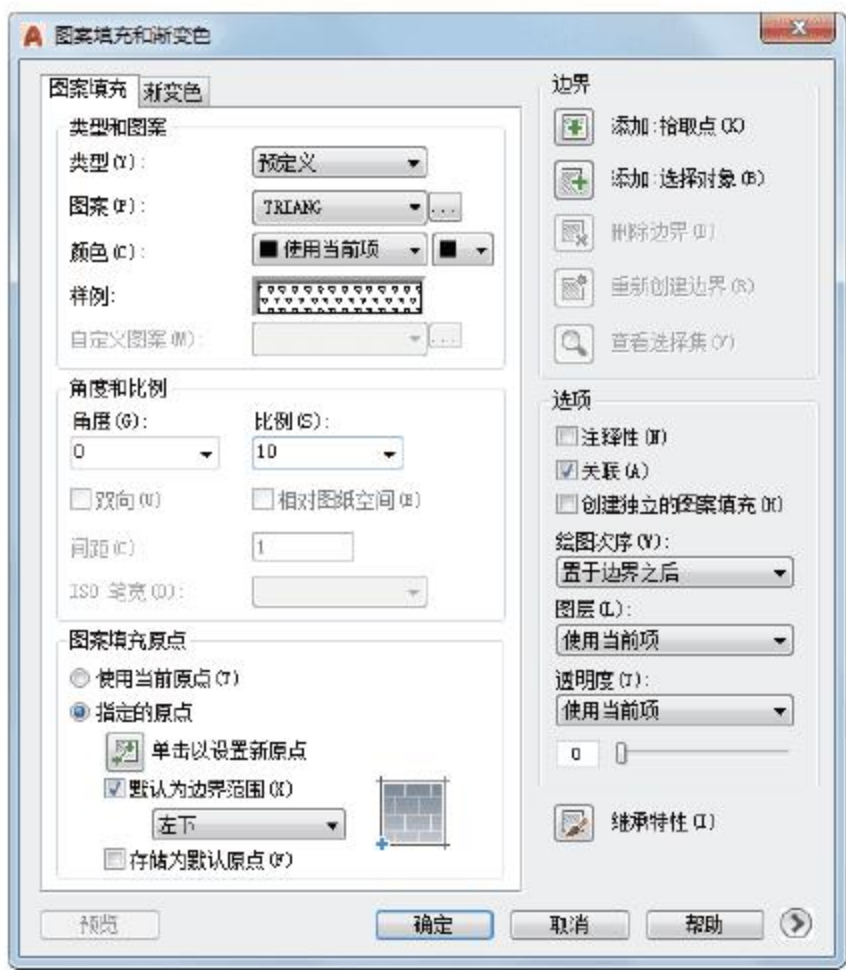 图案填充和渐变色
图案填充 渐变色
类型和图案
类型(Y):
预定义
图案(P):
TRIANG
...
颜色(C):
使用当前项
样例:
自定义图案(M):
...
角度和比例
角度(G):
比例(S):
0
10
双向(U)
相对图纸空间(E)
间距(C):
1
ISO 笔宽(O):
图案填充原点
使用当前原点(T)
指定的原点
单击以设置新原点
默认为边界范围(X)
左下
存储为默认原点(F)
边界
添加:拾取点(K)
添加:选择对象(B)
删除边界(D)
重新创建边界(R)
查看选择集(V)
选项
注释性(N)
关联(A)
创建独立的图案填充(H)
绘图次序(W):
置于边界之后
图层(L):
使用当前项
透明度(T):
使用当前项
0
继承特性(I)
预览
确定
取消
帮助